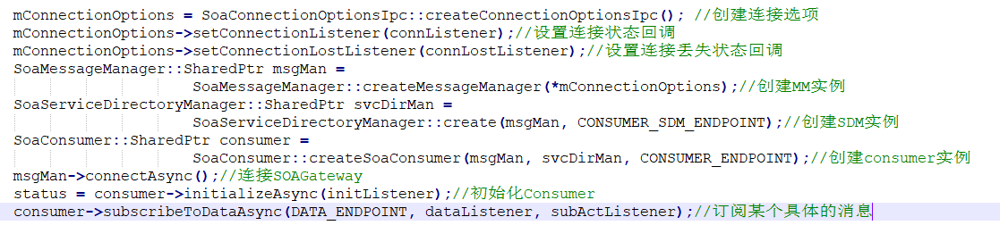 mConnectionOptions = SoaConnectionOptionsIpc::createConnectionOptionsIpc(); //创建连接选项
mConnectionOptions->setConnectionListener(connListener);//设置连接状态回调
mConnectionOptions->setConnectionLostListener(connLostListener);//设置连接丢失状态回调
SoaMessageManager::SharedPtr msgMan =
SoaMessageManager::createMessageManager(*mConnectionOptions);//创建MM实例
SoaServiceDirectoryManager::SharedPtr svcDirMan =
SoaServiceDirectoryManager::create(msgMan, CONSUMER_SDM_ENDPOINT);//创建SDM实例
SoaConsumer::SharedPtr consumer =
SoaConsumer::createSoaConsumer(msgMan, svcDirMan, CONSUMER_ENDPOINT);//创建consumer实例
msgMan->connectAsync();//连接SOAGateway
status = consumer->initializeAsync(initListener);//初始化Consumer
consumer->subscribeToDataAsync(DATA_ENDPOINT, dataListener, subActListener);//订阅某个具体的消息